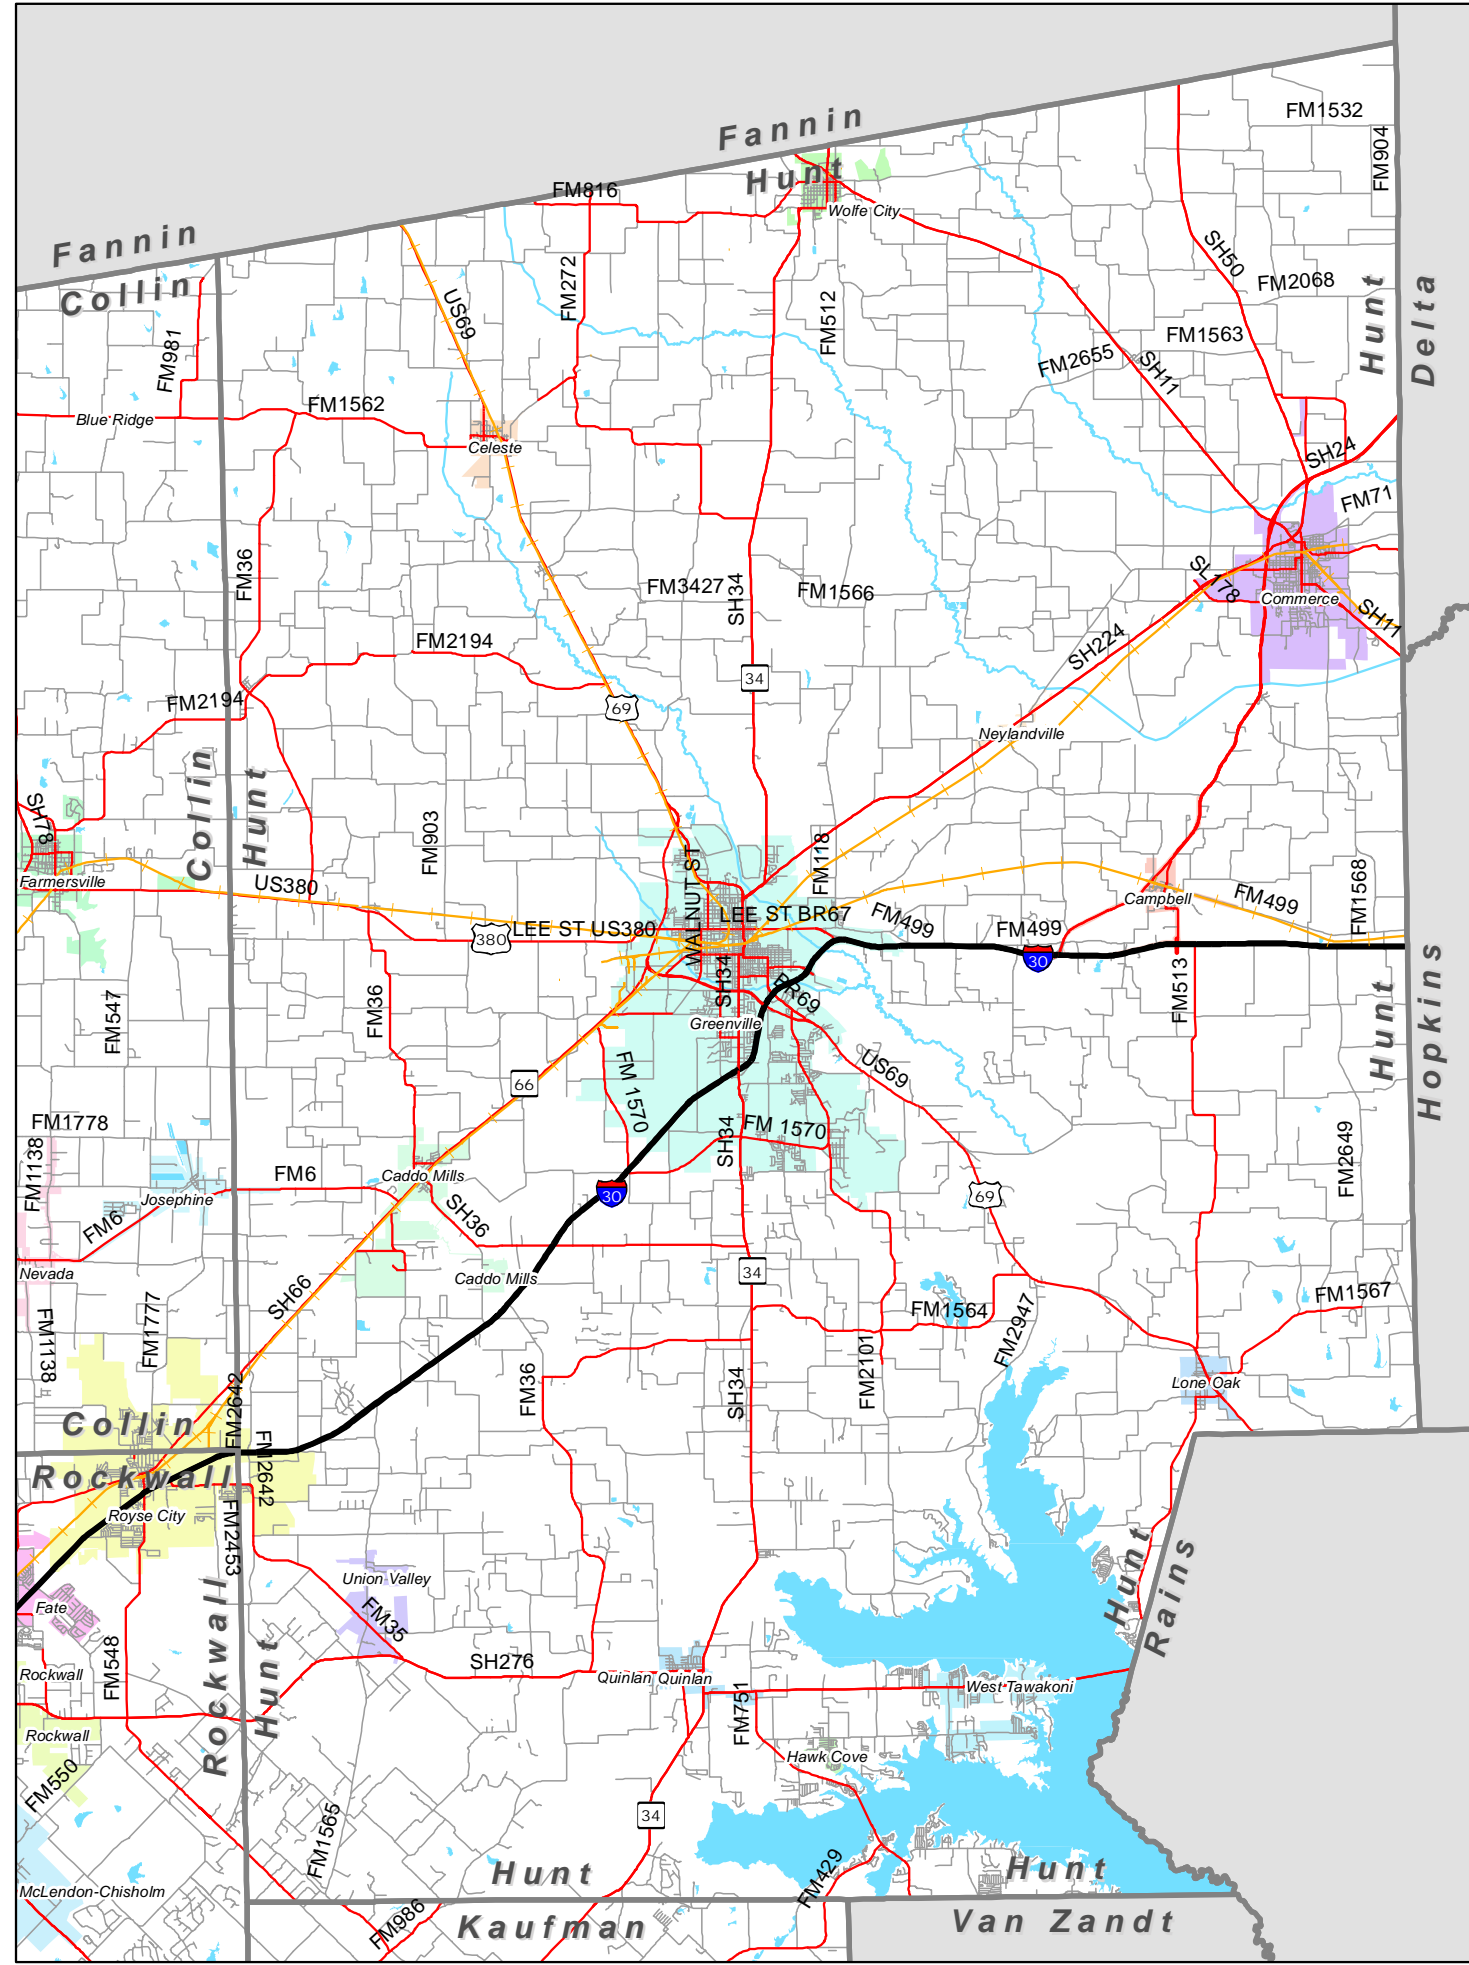 Fannin
Hunt
FM1532
FM904
FM816
Wolfe City
Fannin
Collin
SH50
FM272
FM2068
Hunt
Delta
US69
FM512
FM1563
FM981
FM2655
SH11
FM1562
Blue Ridge
Celeste
SH24
FM71
FM36
FM3427
SH34
FM1566
SL178
Commerce
SH11
FM2194
SH224
34
FM2194
69
Neylandville
Collin
Hunt
SH78
FM903
WALNUT ST
FM118
Farmersville
US380
Campbell
FM499
FM1568
LEE ST BR67
FM499
FM499
LEE ST US380
380
30
SH34
BR69
FM513
Hunt
Hopkins
FM547
FM36
Greenville
US69
66
FM 1570
FM1778
FM 1570
SH34
FM1138
FM6
Caddo Mills
FM2649
Josephine
30
69
FM6
SH36
Nevada
Caddo Mills
34
SH66
FM1567
FM1564
FM1138
FM1777
FM2947
FM2101
FM36
SH34
Lone Oak
FM2642
Collin
Rockwall
FM2642
Royse City
FM2453
Hunt
Rains
Union Valley
Fate
FM35
Rockwall
Hunt
FM548
SH276
Rockwall
Quinlan
Quinlan
West Tawakoni
FM751
Rockwall
Hawk Cove
FM550
34
FM1565
Hunt
Hunt
FM429
McLendon-Chisholm
FM986
Kaufman
Van Zandt